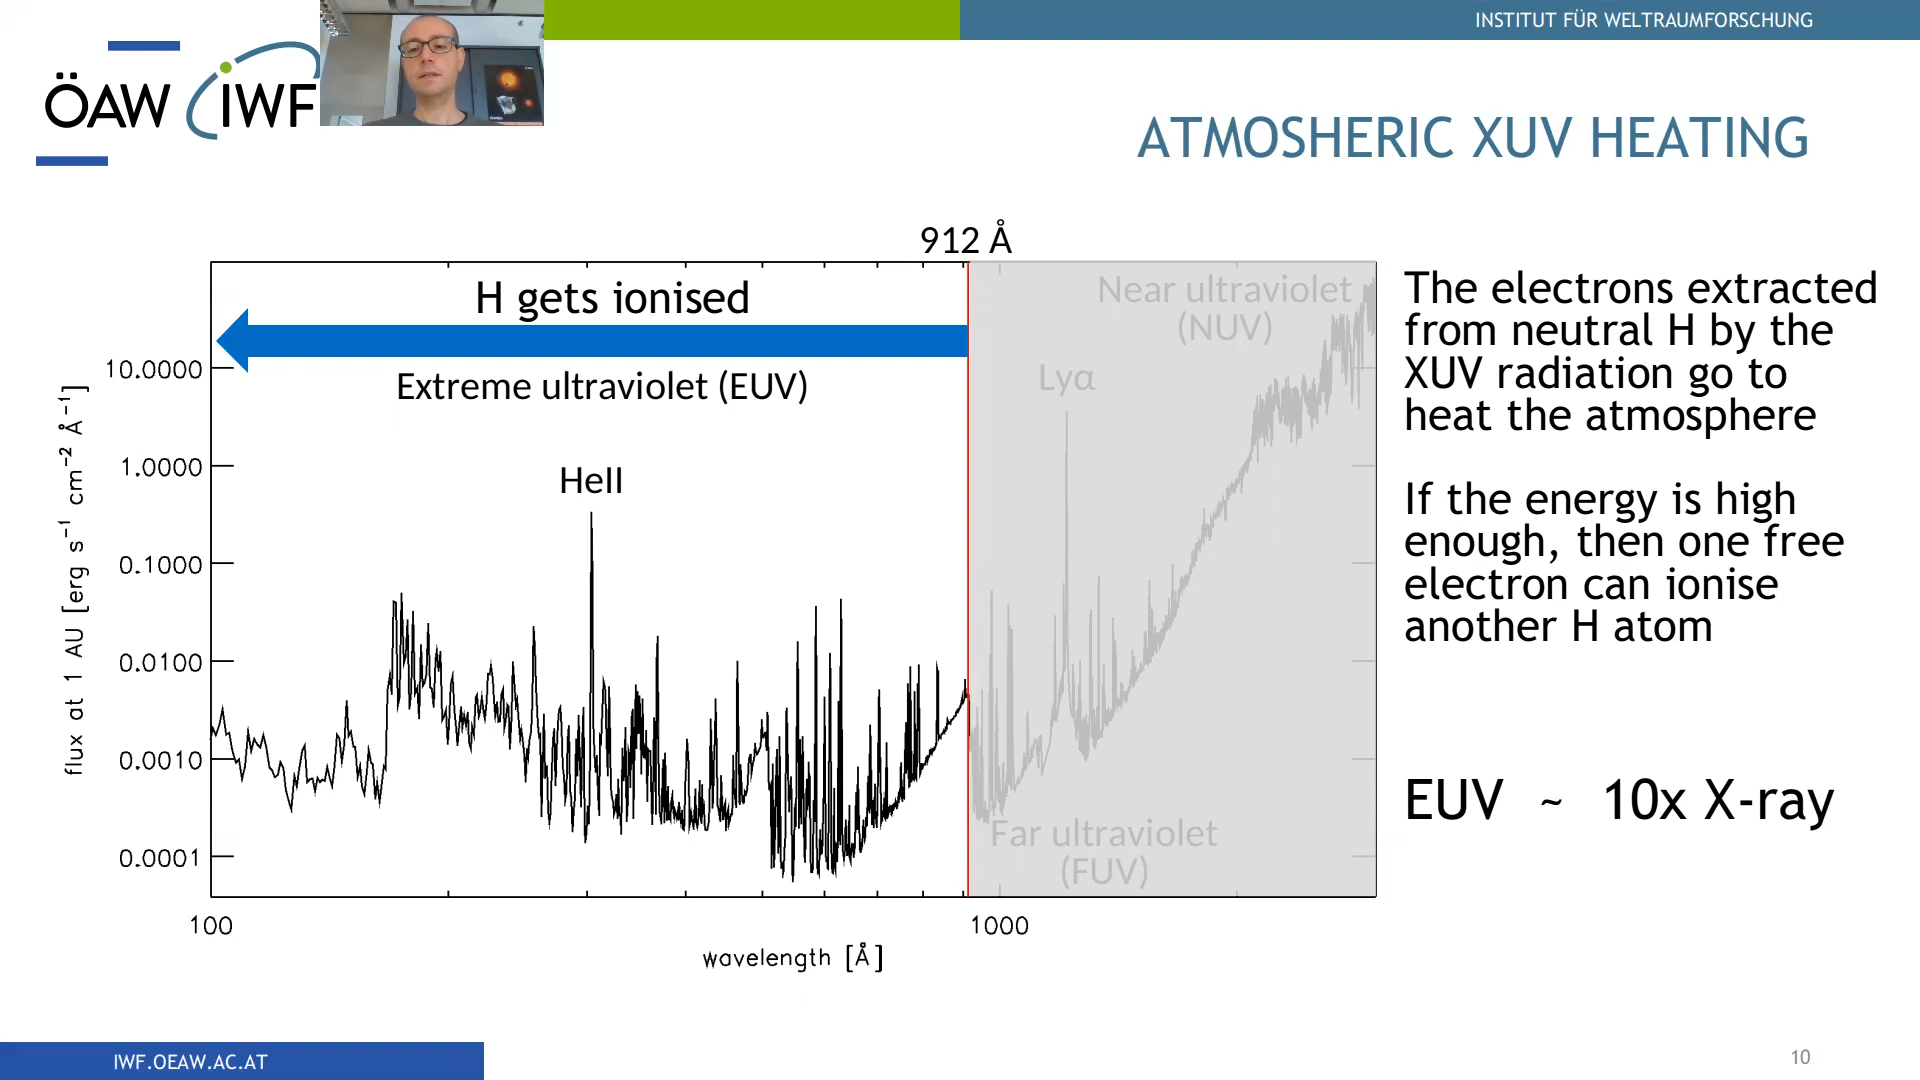 INSTITUT FÜR WELTRAUMFORSCHUNG
ÖAW IWF
ATMOSHERIC XUV HEATING
912 Å
H gets ionised
Extreme ultraviolet (EUV)
HeII
Near ultraviolet
(NUV)
Lyα
Far ultraviolet
(FUV)
flux at 1 AU [erg s⁻¹ cm⁻² Å⁻¹]
10.0000
1.0000
0.1000
0.0100
0.0010
0.0001
100
1000
wavelength [Å]
The electrons extracted
from neutral H by the
XUV radiation go to
heat the atmosphere
If the energy is high
enough, then one free
electron can ionise
another H atom
EUV ~ 10x X-ray
IWF.OEAW.AC.AT
10